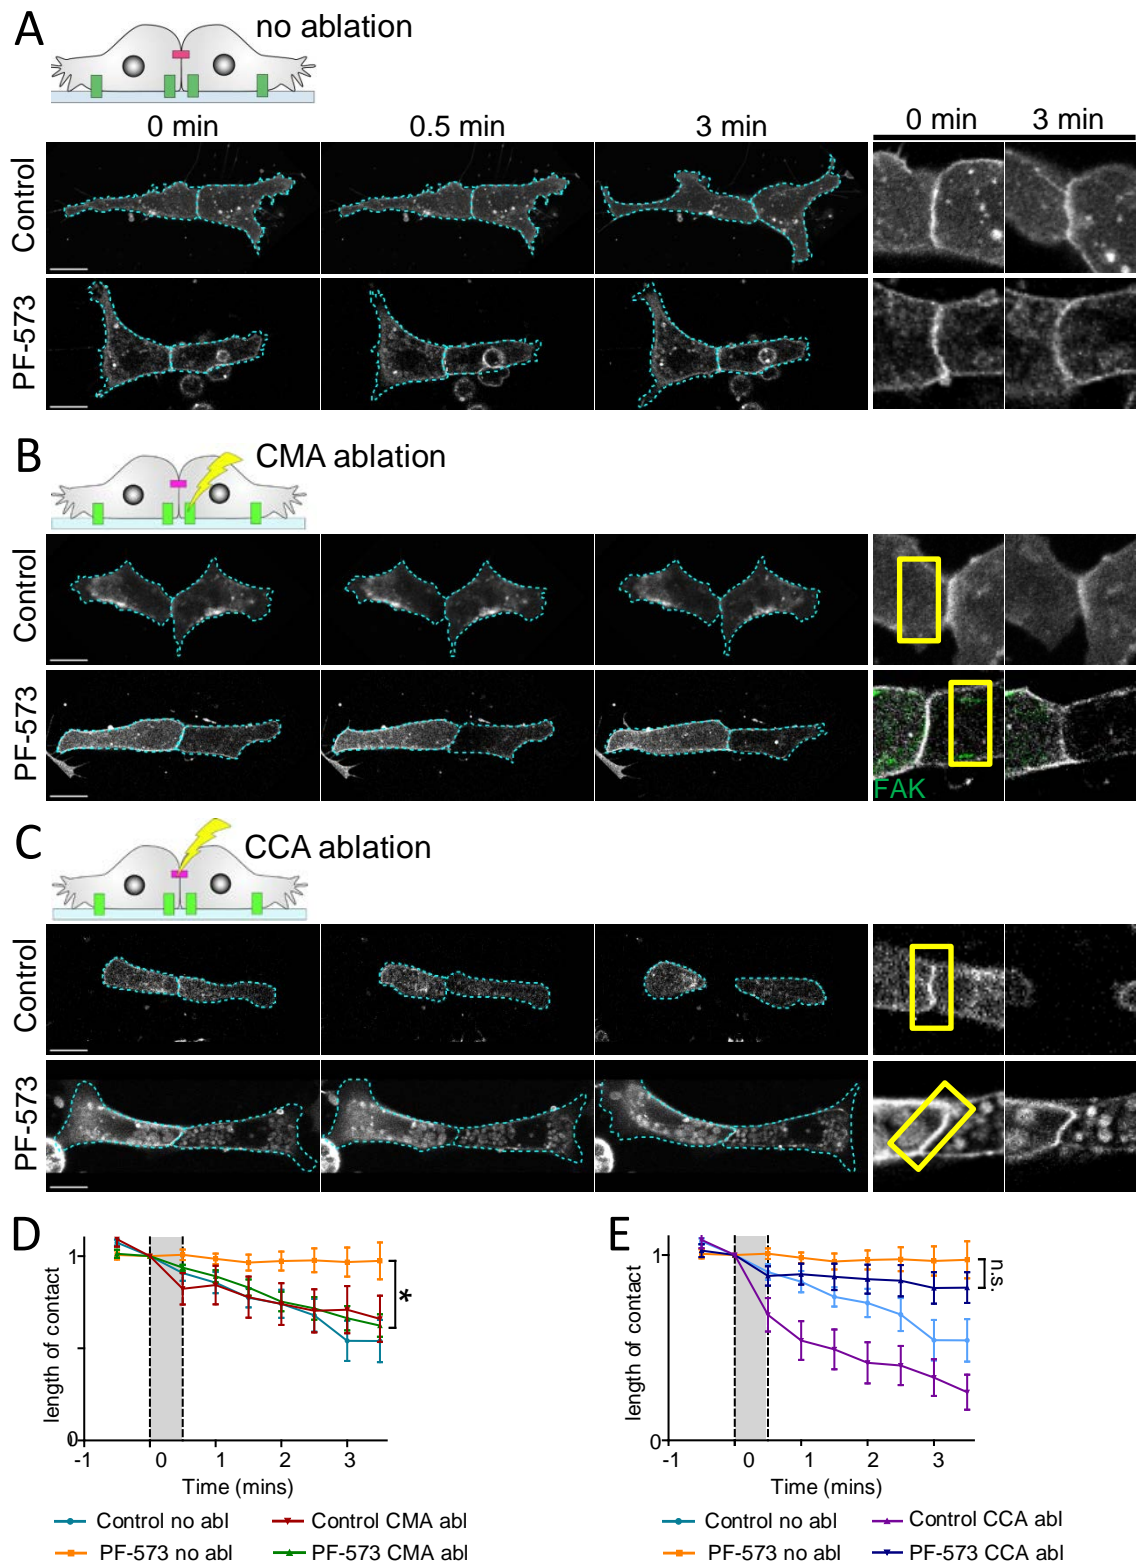 A
no ablation
0 min 0.5 min 3 min 0 min 3 min
Control
PF-573
B
CMA ablation
Control
PF-573
FAK
C
CCA ablation
Control
PF-573
D
length of contact
1
0
-1 0 1 2 3
Time (mins)
*
Control no abl
Control CMA abl
PF-573 no abl
PF-573 CMA abl
E
length of contact
1
0
-1 0 1 2 3
Time (mins)
n.s.
Control no abl
Control CCA abl
PF-573 no abl
PF-573 CCA abl